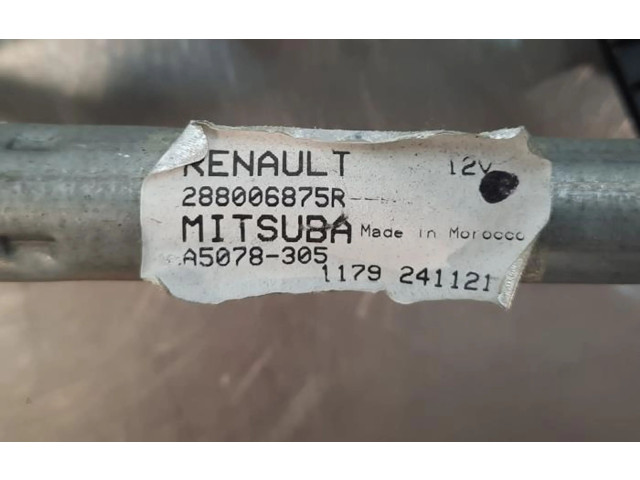 RENAULT 12V
288006875R--
MITSUBA Made in Morocco
A5078-305
1179 241121